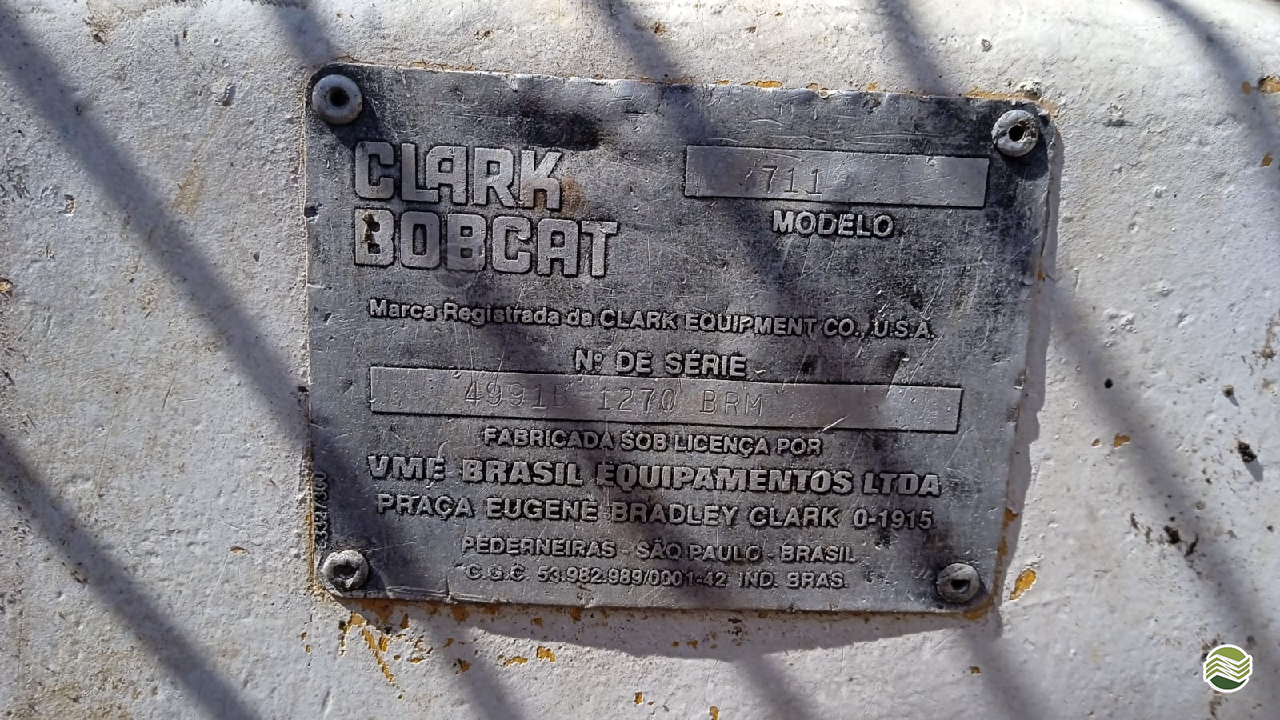 CLARK
BOBCAT
711
MODELO
Marca Registrada da CLARK EQUIPMENT CO., U.S.A.
Nº DE SÉRIE
4991B 1270 BRM
FABRICADA SOB LICENÇA POR
VME BRASIL EQUIPAMENTOS LTDA
PRAÇA EUGENE BRADLEY CLARK 0-1915
PEDERNEIRAS - SÃO PAULO - BRASIL
C.G.C. 53.982.989/0001-42 IND. BRAS.